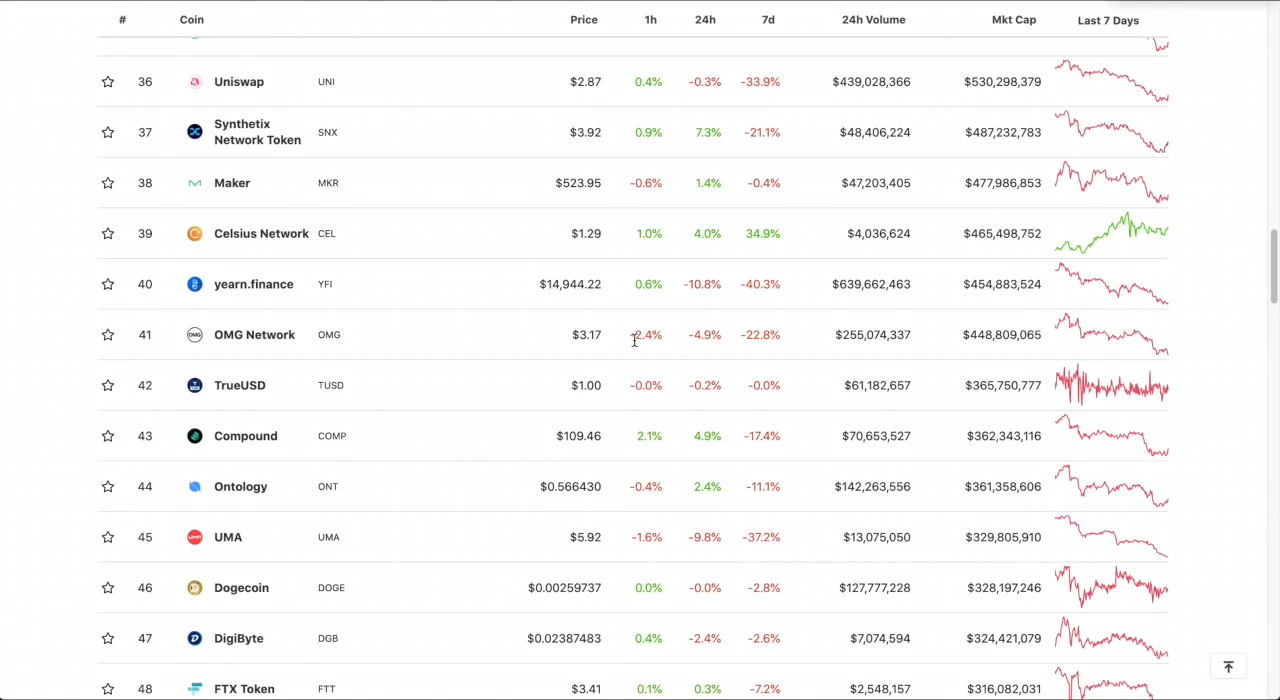 # Coin Price 1h 24h 7d 24h Volume Mkt Cap Last 7 Days
36 Uniswap UNI $2.87 0.4% -0.3% -33.9% $439,028,366 $530,298,379
37 Synthetix Network Token SNX $3.92 0.9% 7.3% -21.1% $48,406,224 $487,232,783
38 Maker MKR $523.95 -0.6% 1.4% -0.4% $47,203,405 $477,986,853
39 Celsius Network CEL $1.29 1.0% 4.0% 34.9% $4,036,624 $465,498,752
40 yearn.finance YFI $14,944.22 0.6% -10.8% -40.3% $639,662,463 $454,883,524
41 OMG Network OMG $3.17 -2.4% -4.9% -22.8% $255,074,337 $448,809,065
42 TrueUSD TUSD $1.00 -0.0% -0.2% -0.0% $61,182,657 $365,750,777
43 Compound COMP $109.46 2.1% 4.9% -17.4% $70,653,527 $362,343,116
44 Ontology ONT $0.566430 -0.4% 2.4% -11.1% $142,263,556 $361,358,606
45 UMA UMA $5.92 -1.6% -9.8% -37.2% $13,075,050 $329,805,910
46 Dogecoin DOGE $0.00259737 0.0% -0.0% -2.8% $127,777,228 $328,197,246
47 DigiByte DGB $0.02387483 0.4% -2.4% -2.6% $7,074,594 $324,421,079
48 FTX Token FTT $3.41 0.1% 0.3% -7.2% $2,548,157 $316,082,031